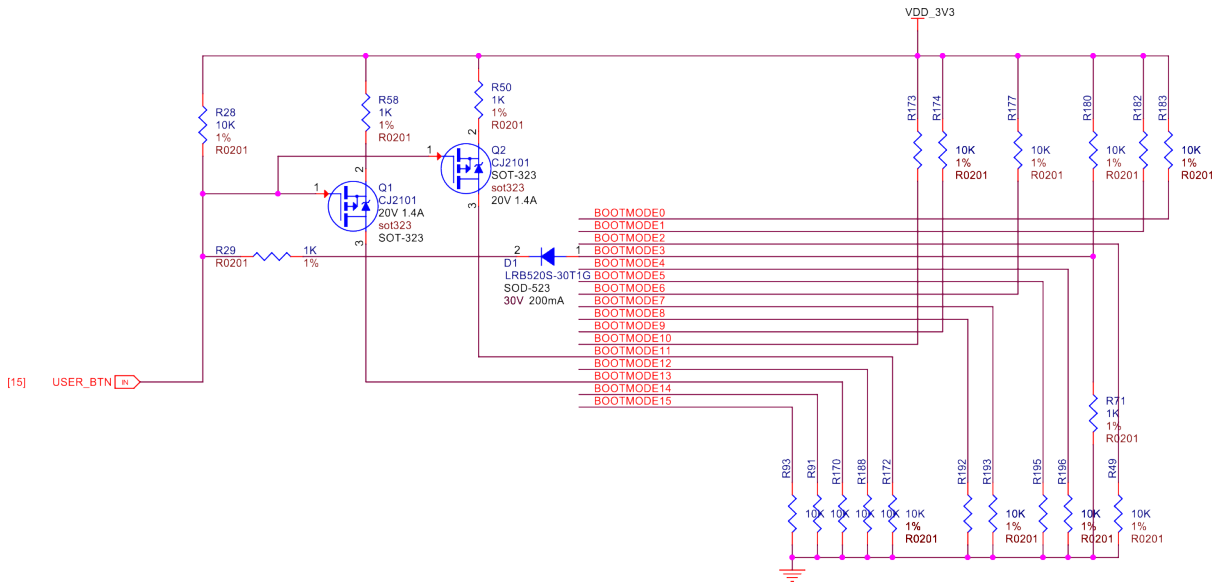 VDD_3V3
R28
10K
1%
R0201
R58
1K
1%
R0201
R50
1K
1%
R0201
R173
R174
R177
R180
R182
R183
10K
1%
R0201
10K
1%
R0201
10K
1%
R0201
10K
1%
R0201
1
2
3
Q2
CJ2101
SOT-323
sot323
20V 1.4A
1
2
3
Q1
CJ2101
20V 1.4A
sot323
SOT-323
R29
R0201
1K
1%
2
1
D1
LRB520S-30T1G
SOD-523
30V 200mA
BOOTMODE0
BOOTMODE1
BOOTMODE2
BOOTMODE3
BOOTMODE4
BOOTMODE5
BOOTMODE6
BOOTMODE7
BOOTMODE8
BOOTMODE9
BOOTMODE10
BOOTMODE11
BOOTMODE12
BOOTMODE13
BOOTMODE14
BOOTMODE15
[15]
USER_BTN
IN
R71
1K
1%
R0201
R93
R91
R170
R188
R172
R192
R193
R195
R196
R49
10K
10K
10K
10K
10K
1%
R0201
10K
1%
R0201
10K
1%
R0201
10K
1%
R0201